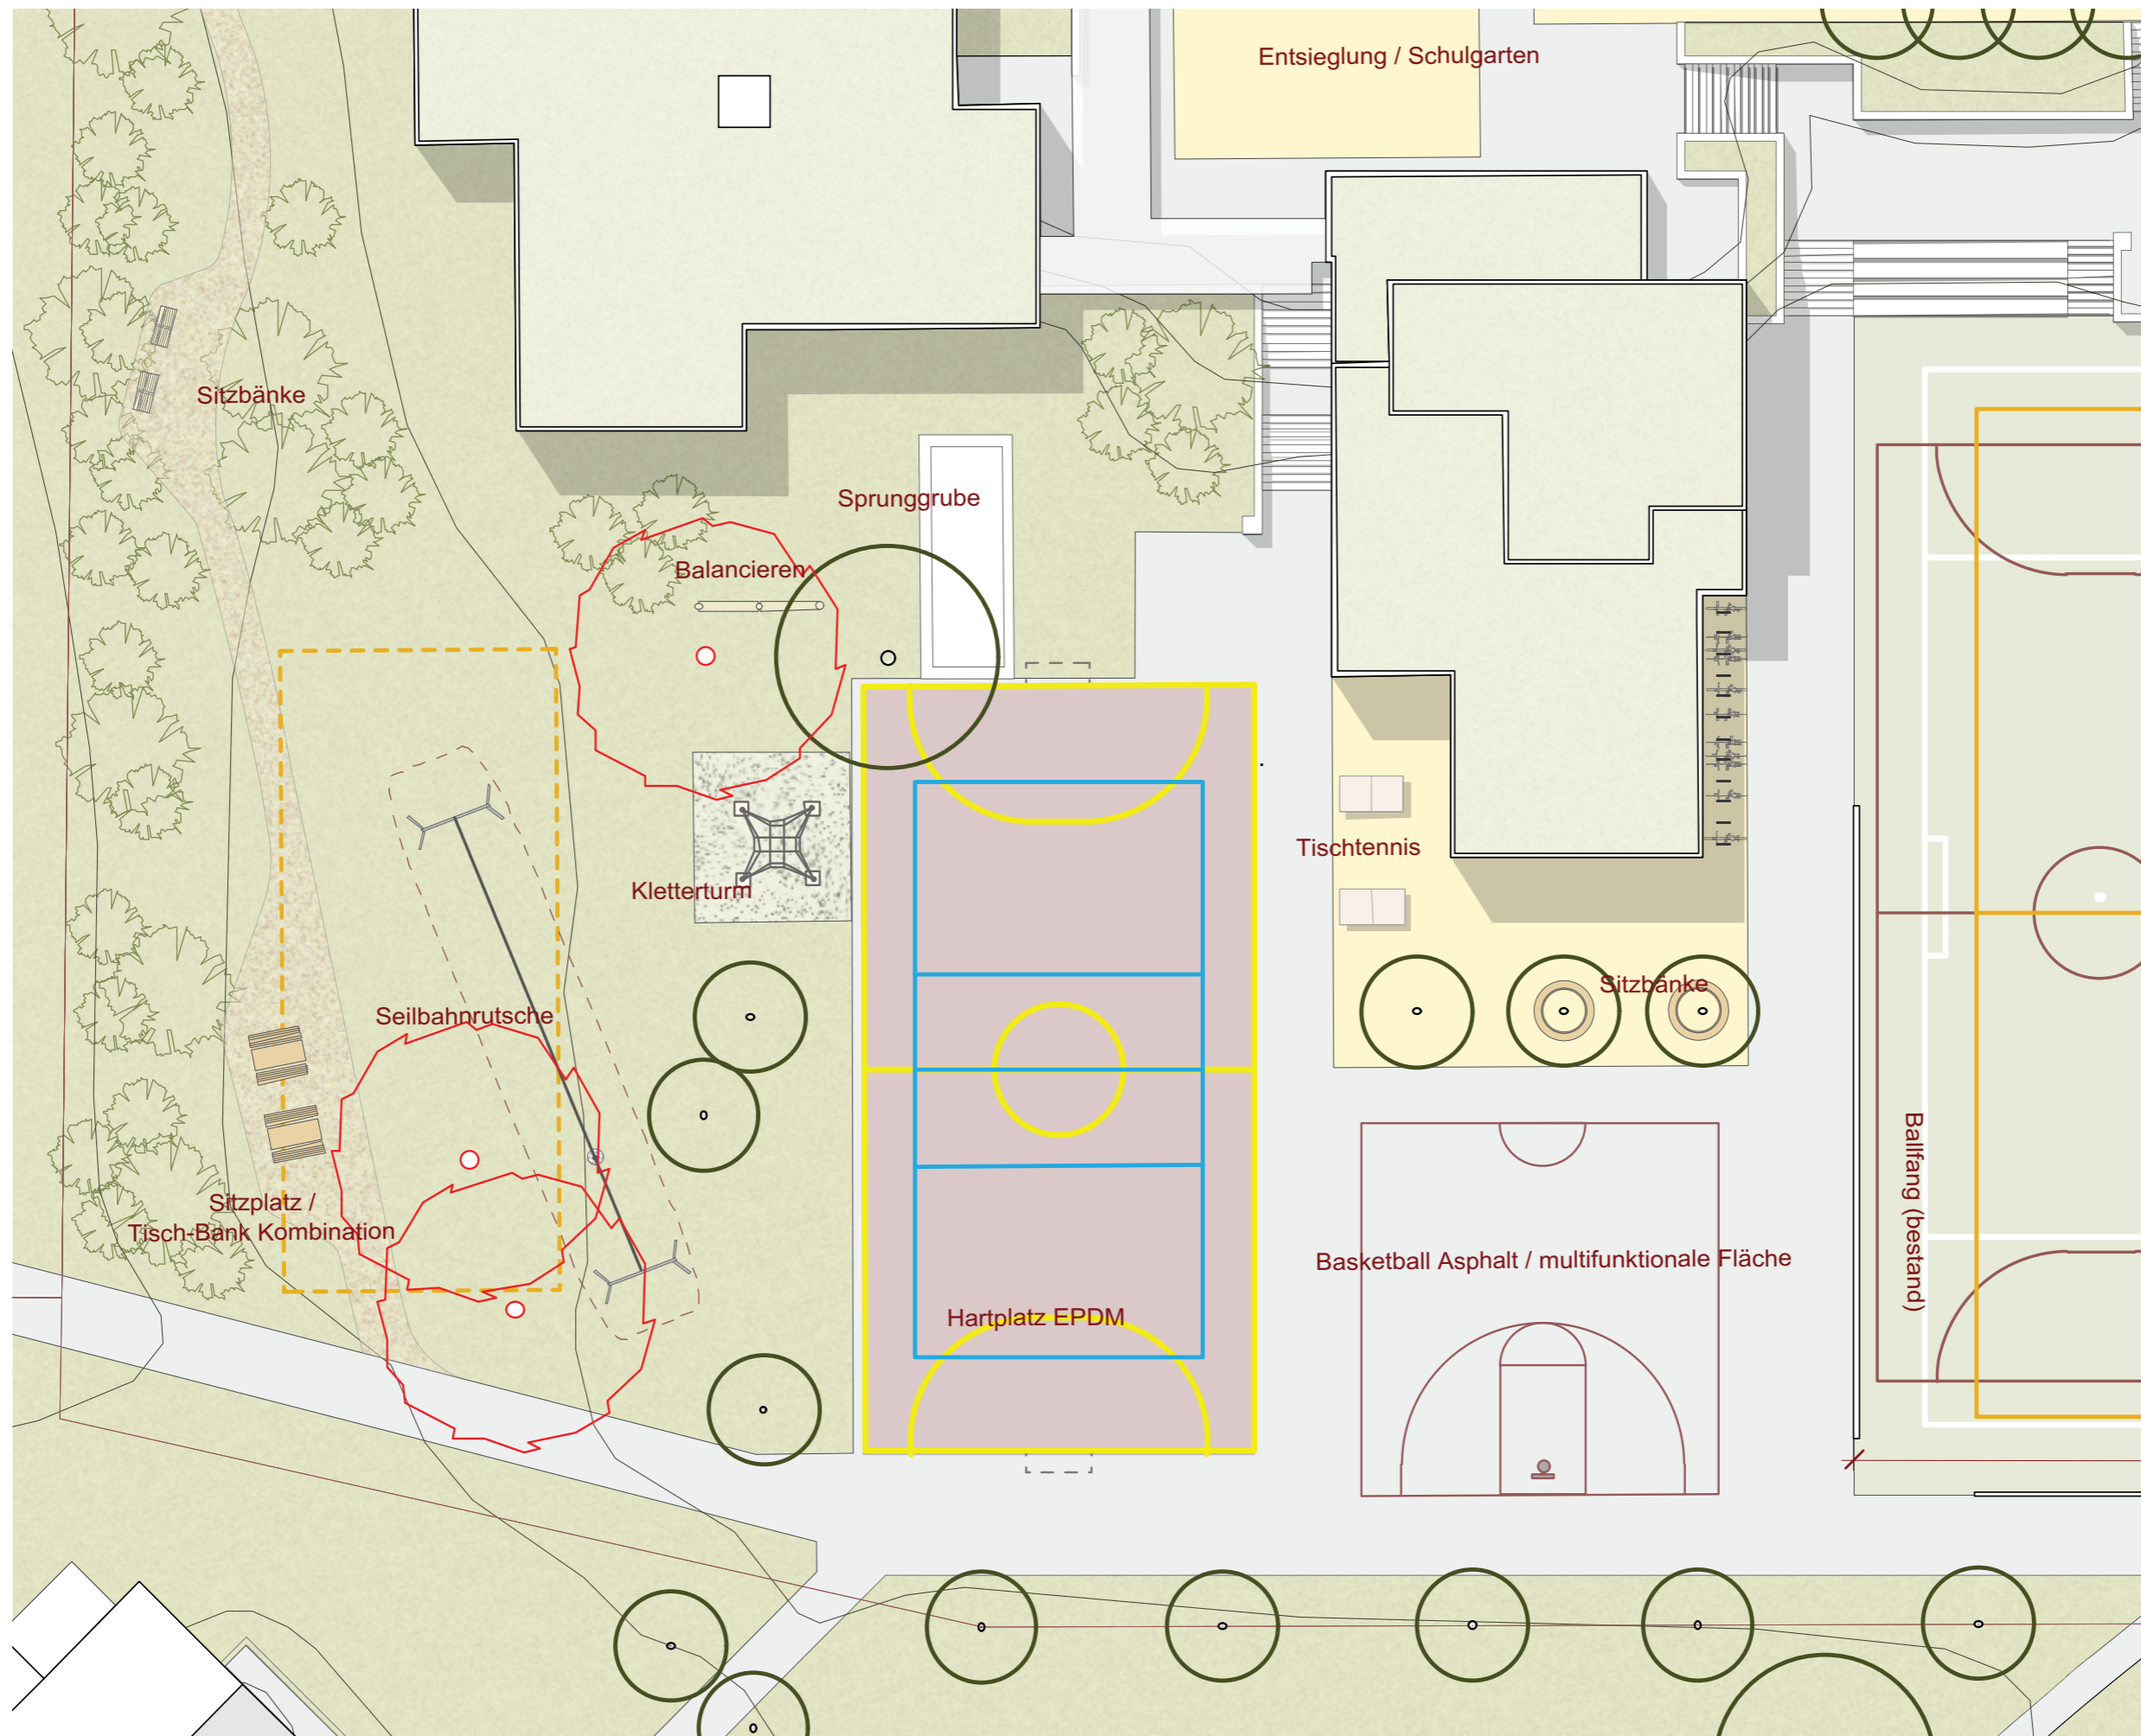 Entsieglung / Schulgarten
Sitzbänke
Sprunggrube
Balancieren
Tischtennis
Kletterturm
Sitzbänke
Seilbahnrutsche
Sitzplatz /
Tisch-Bank Kombination
Ballfang (bestand)
Basketball Asphalt / multifunktionale Fläche
Hartplatz EPDM